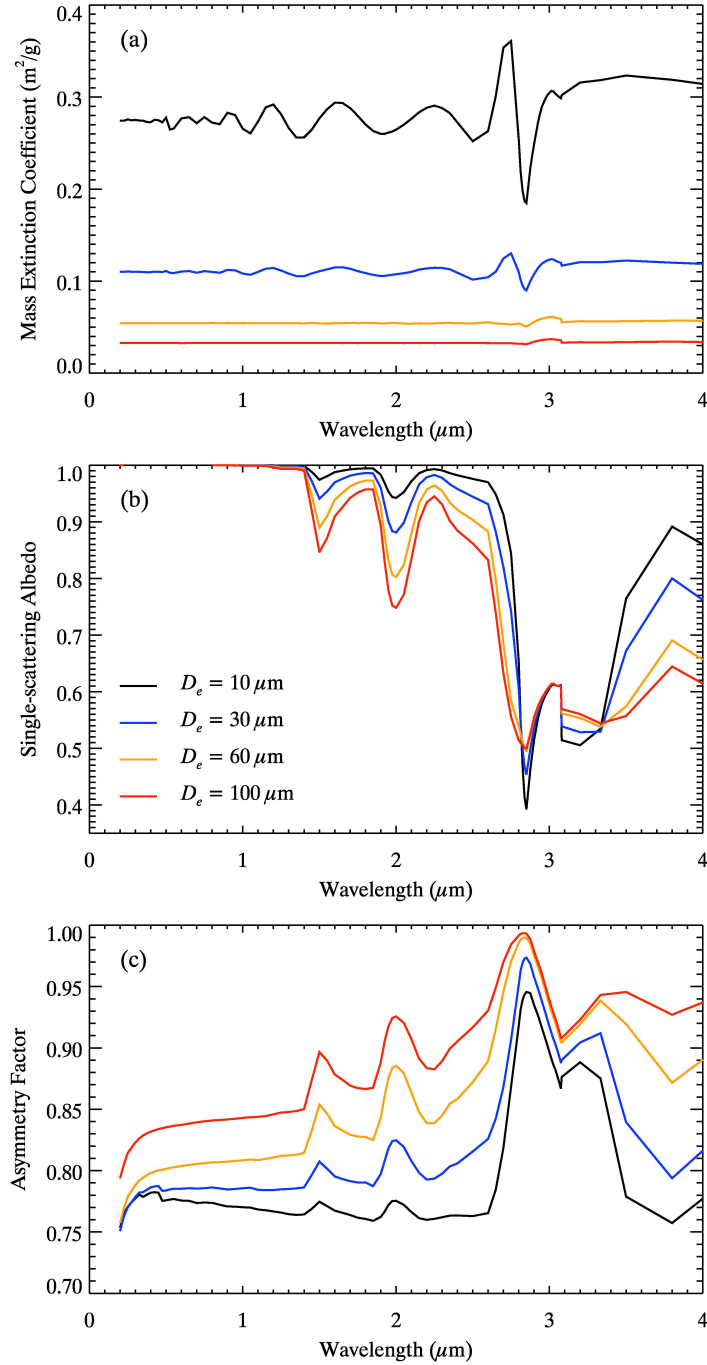 0.4
(a)
0.3
0.2
0.1
0.0
Mass Extinction Coefficient (m²/g)
0 1 2 3 4
Wavelength (μm)
1.0
(b)
0.9
0.8
0.7
0.6
0.5
0.4
Single-scattering Albedo
Dₑ = 10 μm
Dₑ = 30 μm
Dₑ = 60 μm
Dₑ = 100 μm
0 1 2 3 4
Wavelength (μm)
1.00
(c)
0.95
0.90
0.85
0.80
0.75
0.70
Asymmetry Factor
0 1 2 3 4
Wavelength (μm)